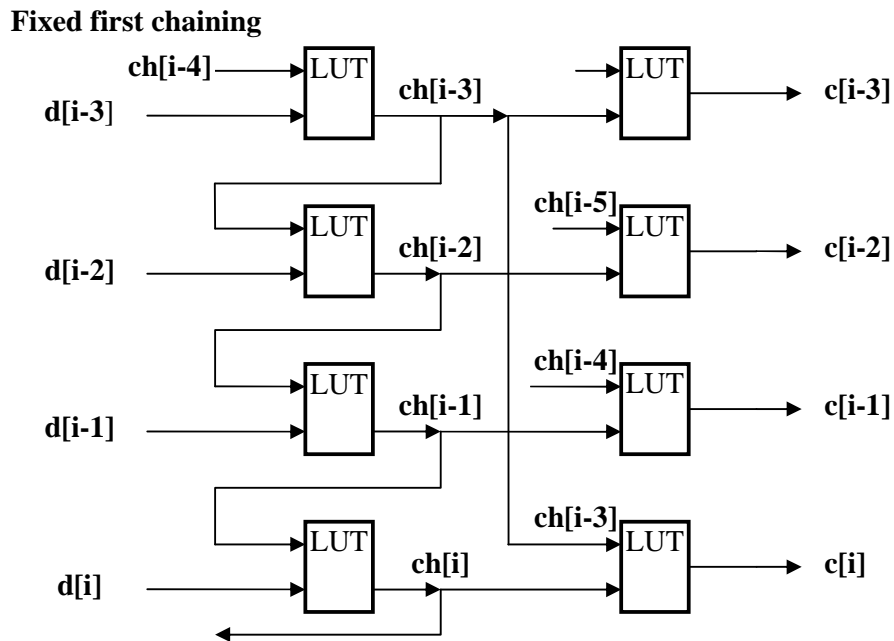 Fixed first chaining
ch[i-4] LUT LUT
d[i-3] ch[i-3] c[i-3]
LUT ch[i-5] LUT
d[i-2] ch[i-2] c[i-2]
LUT ch[i-4] LUT
d[i-1] ch[i-1] c[i-1]
LUT ch[i-3] LUT
d[i] ch[i] c[i]